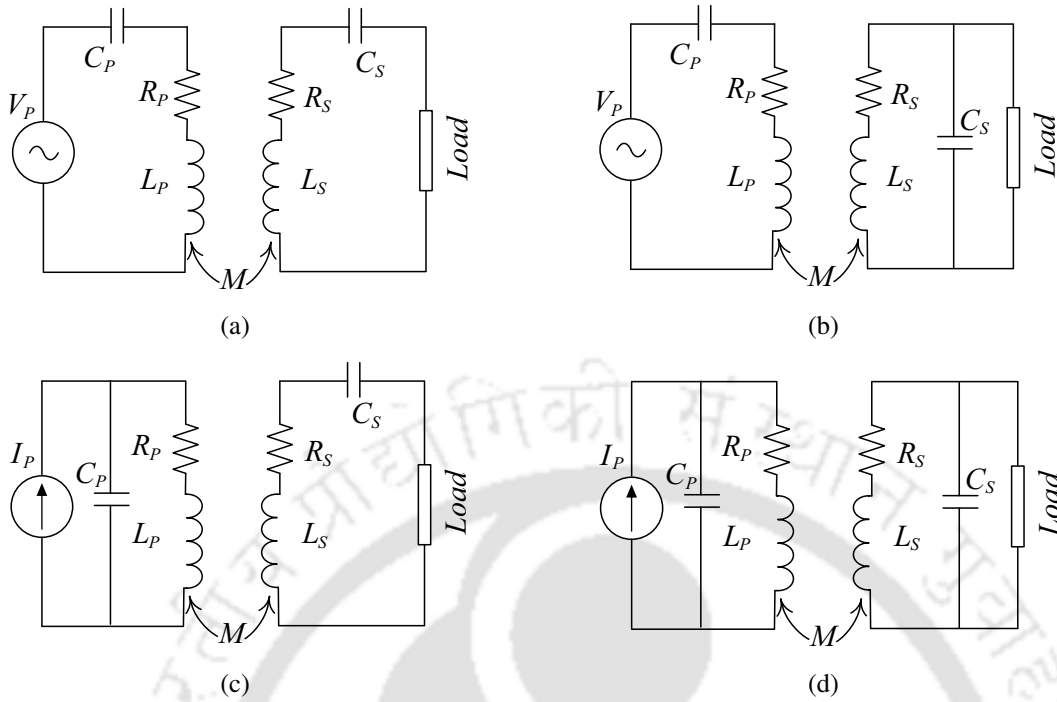 C_P
C_S
V_P
R_P
R_S
L_P
L_S
Load
M
(a)
C_P
V_P
R_P
R_S
C_S
L_P
L_S
Load
M
(b)
C_S
I_P
C_P
R_P
R_S
L_P
L_S
Load
M
(c)
I_P
C_P
R_P
R_S
C_S
L_P
L_S
Load
M
(d)